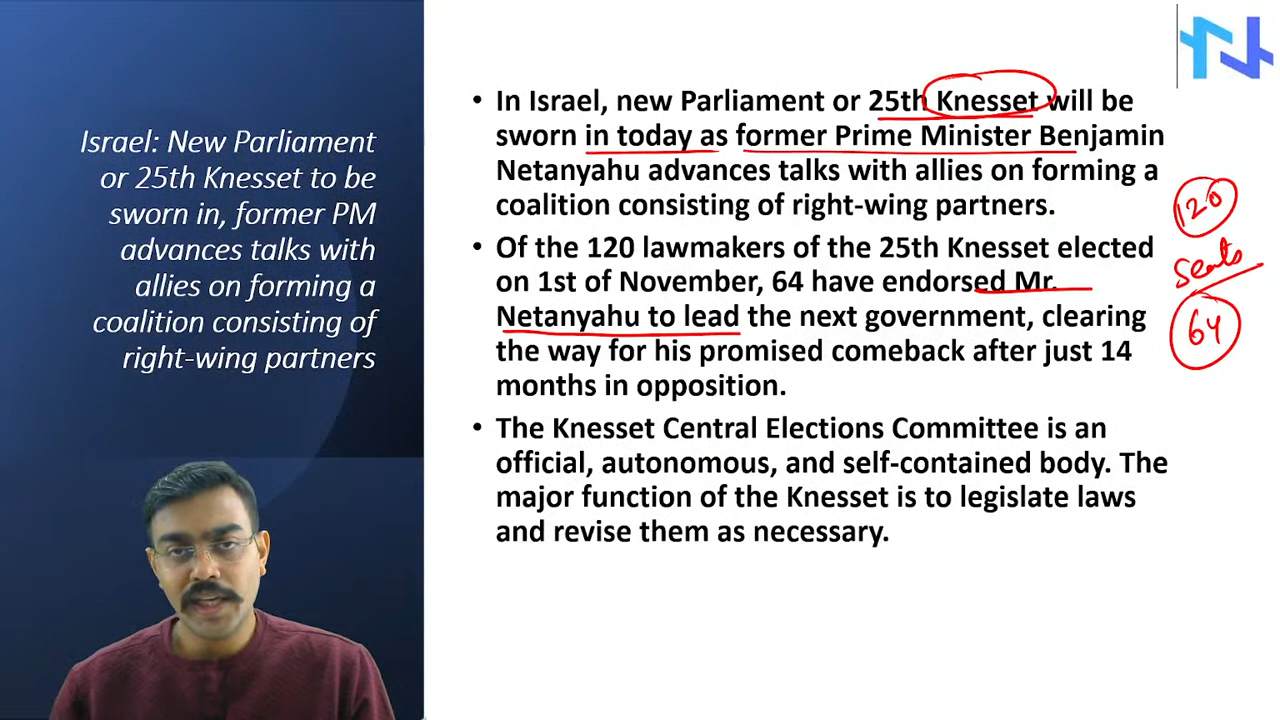 Israel: New Parliament
or 25th Knesset to be
sworn in, former PM
advances talks with
allies on forming a
coalition consisting of
right-wing partners
• In Israel, new Parliament or 25th Knesset will be
sworn in today as former Prime Minister Benjamin
Netanyahu advances talks with allies on forming a
coalition consisting of right-wing partners.
• Of the 120 lawmakers of the 25th Knesset elected
on 1st of November, 64 have endorsed Mr.
Netanyahu to lead the next government, clearing
the way for his promised comeback after just 14
months in opposition.
• The Knesset Central Elections Committee is an
official, autonomous, and self-contained body. The
major function of the Knesset is to legislate laws
and revise them as necessary.
120
Seats
64